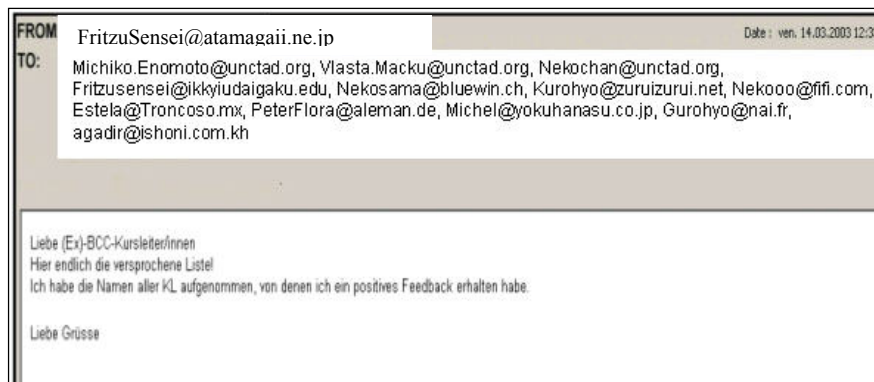 FROM FritzuSensei@atamagaii.ne.jp Date : ven. 14.03.2003 12:3
TO: Michiko.Enomoto@unctad.org, Vlasta.Macku@unctad.org, Nekochan@unctad.org,
Fritzusensei@ikkyiudaigaku.edu, Nekosama@bluewin.ch, Kurohyo@zuruizurui.net, Nekooo@fifi.com,
Estela@Troncoso.mx, PeterFlora@aleman.de, Michel@yokuhanasu.co.jp, Gurohyo@nai.fr,
agadir@ishoni.com.kh
Liebe (Ex)-BCC-Kursleiter/innen
Hier endlich die versprochene Liste!
Ich habe die Namen aller KL aufgenommen, von denen ich ein positives Feedback erhalten habe.
Liebe Grüsse